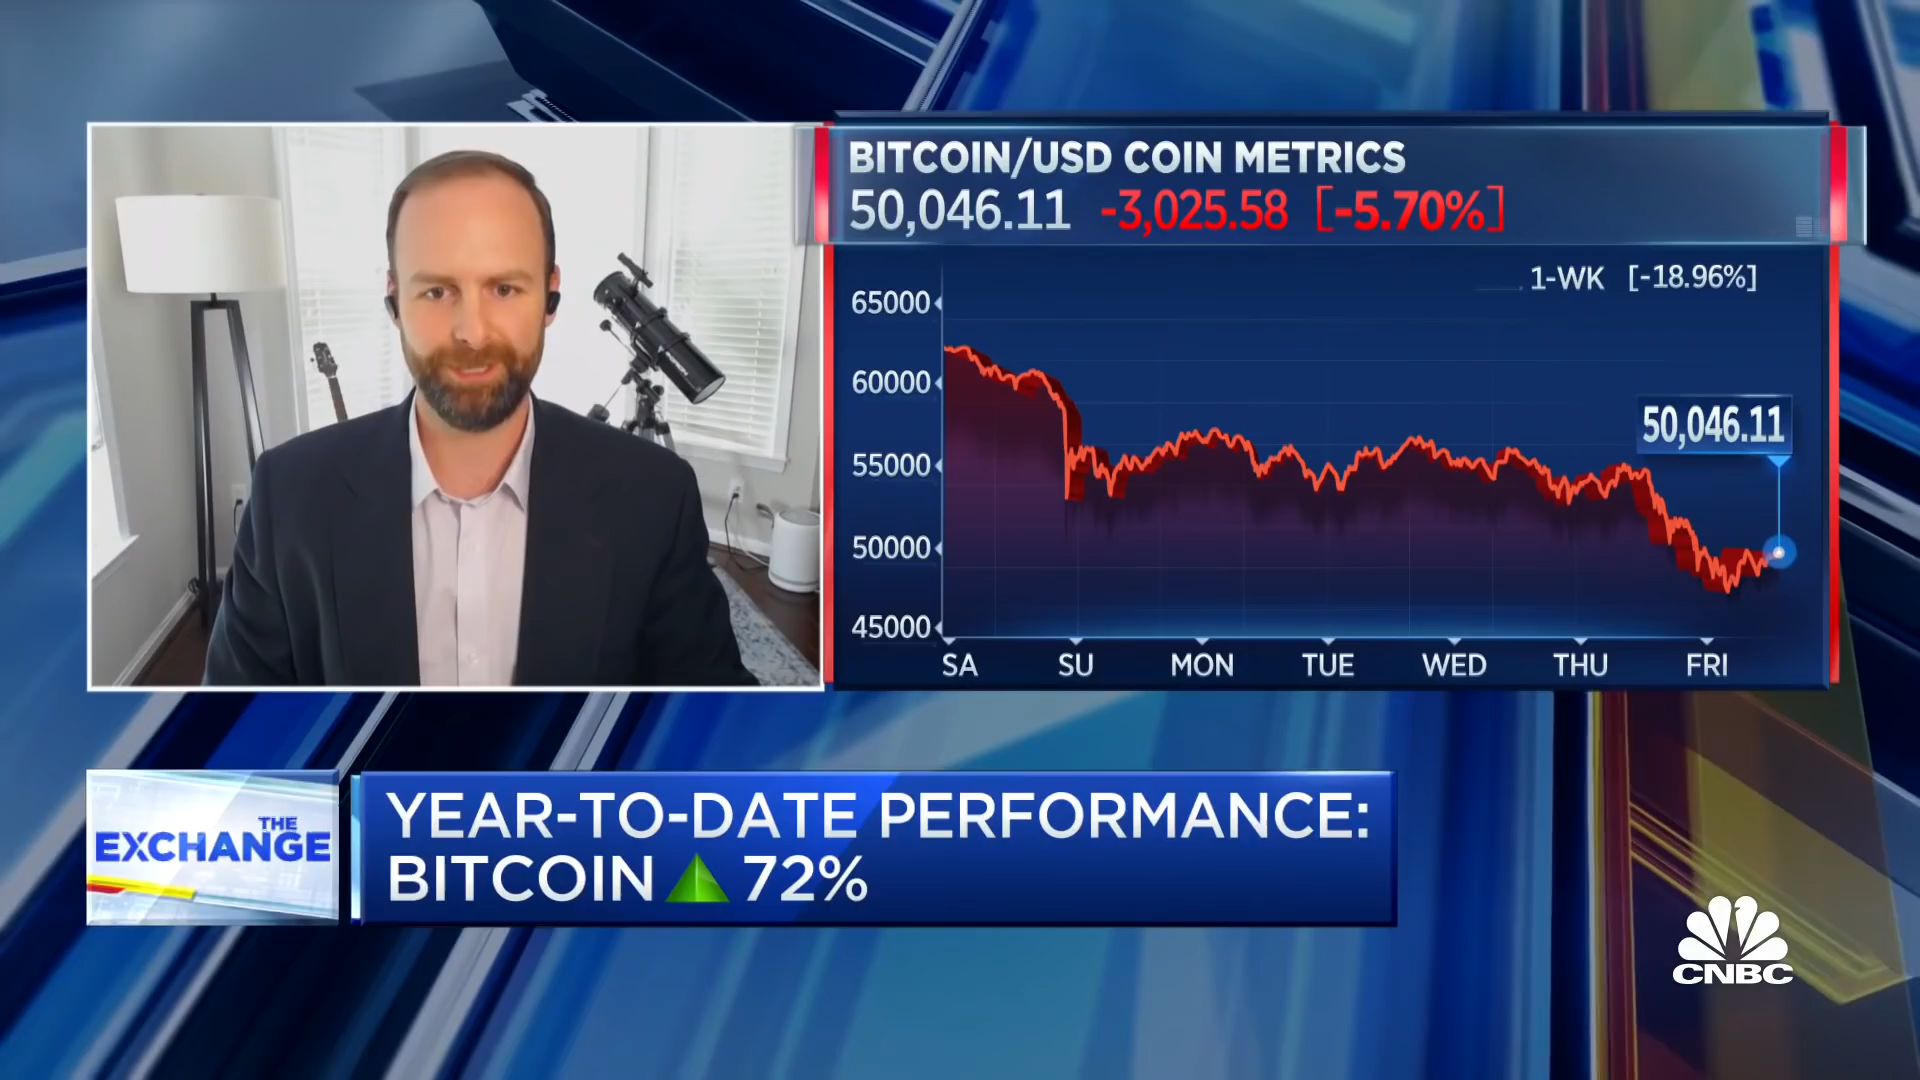 BITCOIN/USD COIN METRICS
50,046.11 -3,025.58 [-5.70%]
1-WK [-18.96%]
65000
60000
55000
50000
45000
50,046.11
SA SU MON TUE WED THU FRI
THE
EXCHANGE
YEAR-TO-DATE PERFORMANCE:
BITCOIN ▲ 72%
CNBC